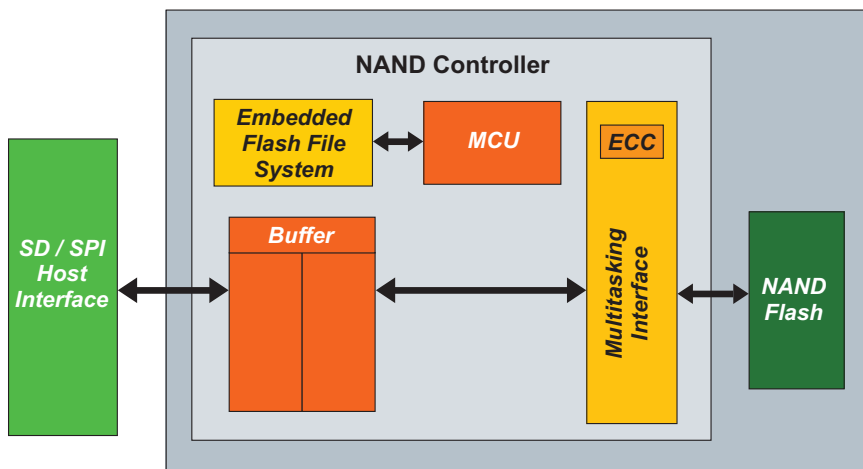 NAND Controller
Embedded
Flash File
System
MCU
ECC
Buffer
SD / SPI
Host
Interface
Multitasking
Interface
NAND
Flash